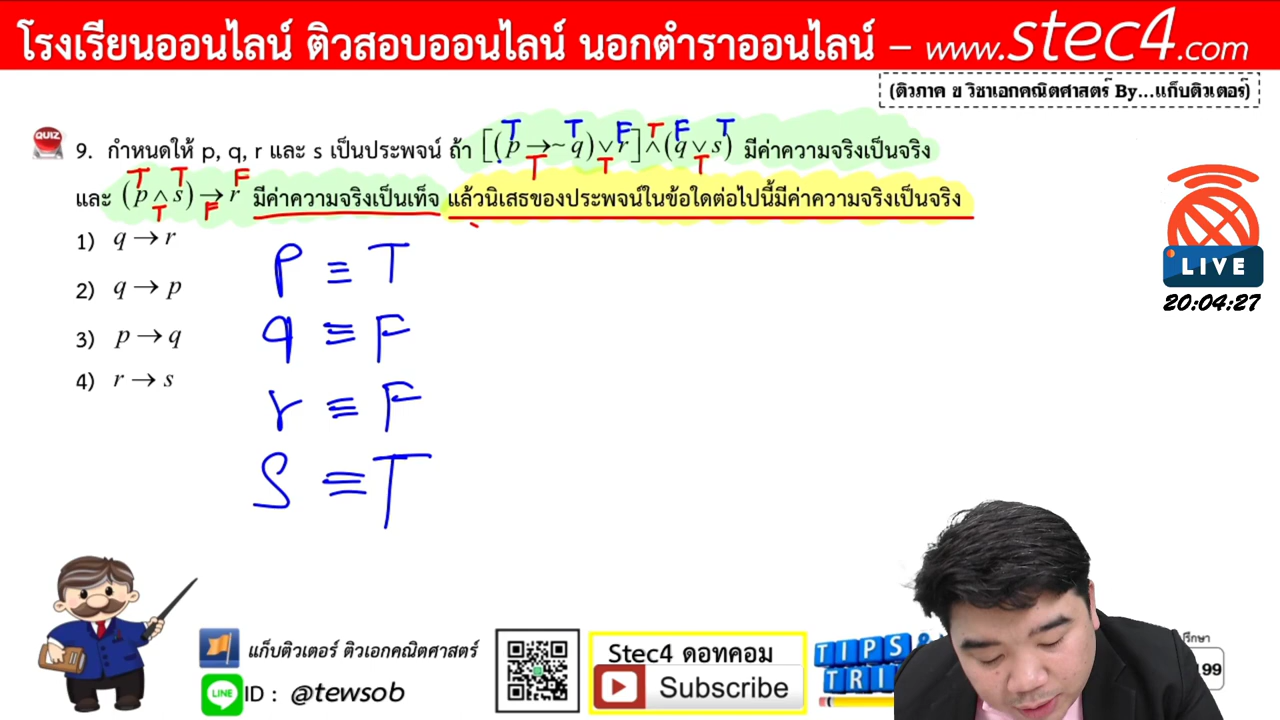 โรงเรียนออนไลน์ ติวสอบออนไลน์ นอกตำราออนไลน์ – www.stec4.com
(ติวภาค ข วิชาเอกคณิตศาสตร์ By...แก็บติวเตอร์)
QUIZ
T T F T F T
9. กำหนดให้ p, q, r และ s เป็นประพจน์ ถ้า [(p → ~ q) ∨ r] ∧ (q ∨ s) มีค่าความจริงเป็นจริง
T T T
T T F
และ (p ∧ s) → r มีค่าความจริงเป็นเท็จ แล้วนิเสธของประพจน์ในข้อใดต่อไปนี้มีค่าความจริงเป็นจริง
T F
1) q → r
2) q → p
3) p → q
4) r → s
p ≡ T
q ≡ F
r ≡ F
S ≡ T
LIVE
20:04:27
แก็บติวเตอร์ ติวเอกคณิตศาสตร์
LINE ID : @tewsob
Stec4 ดอทคอม
Subscribe
TIPS &
TRI
ปรึกษา
99